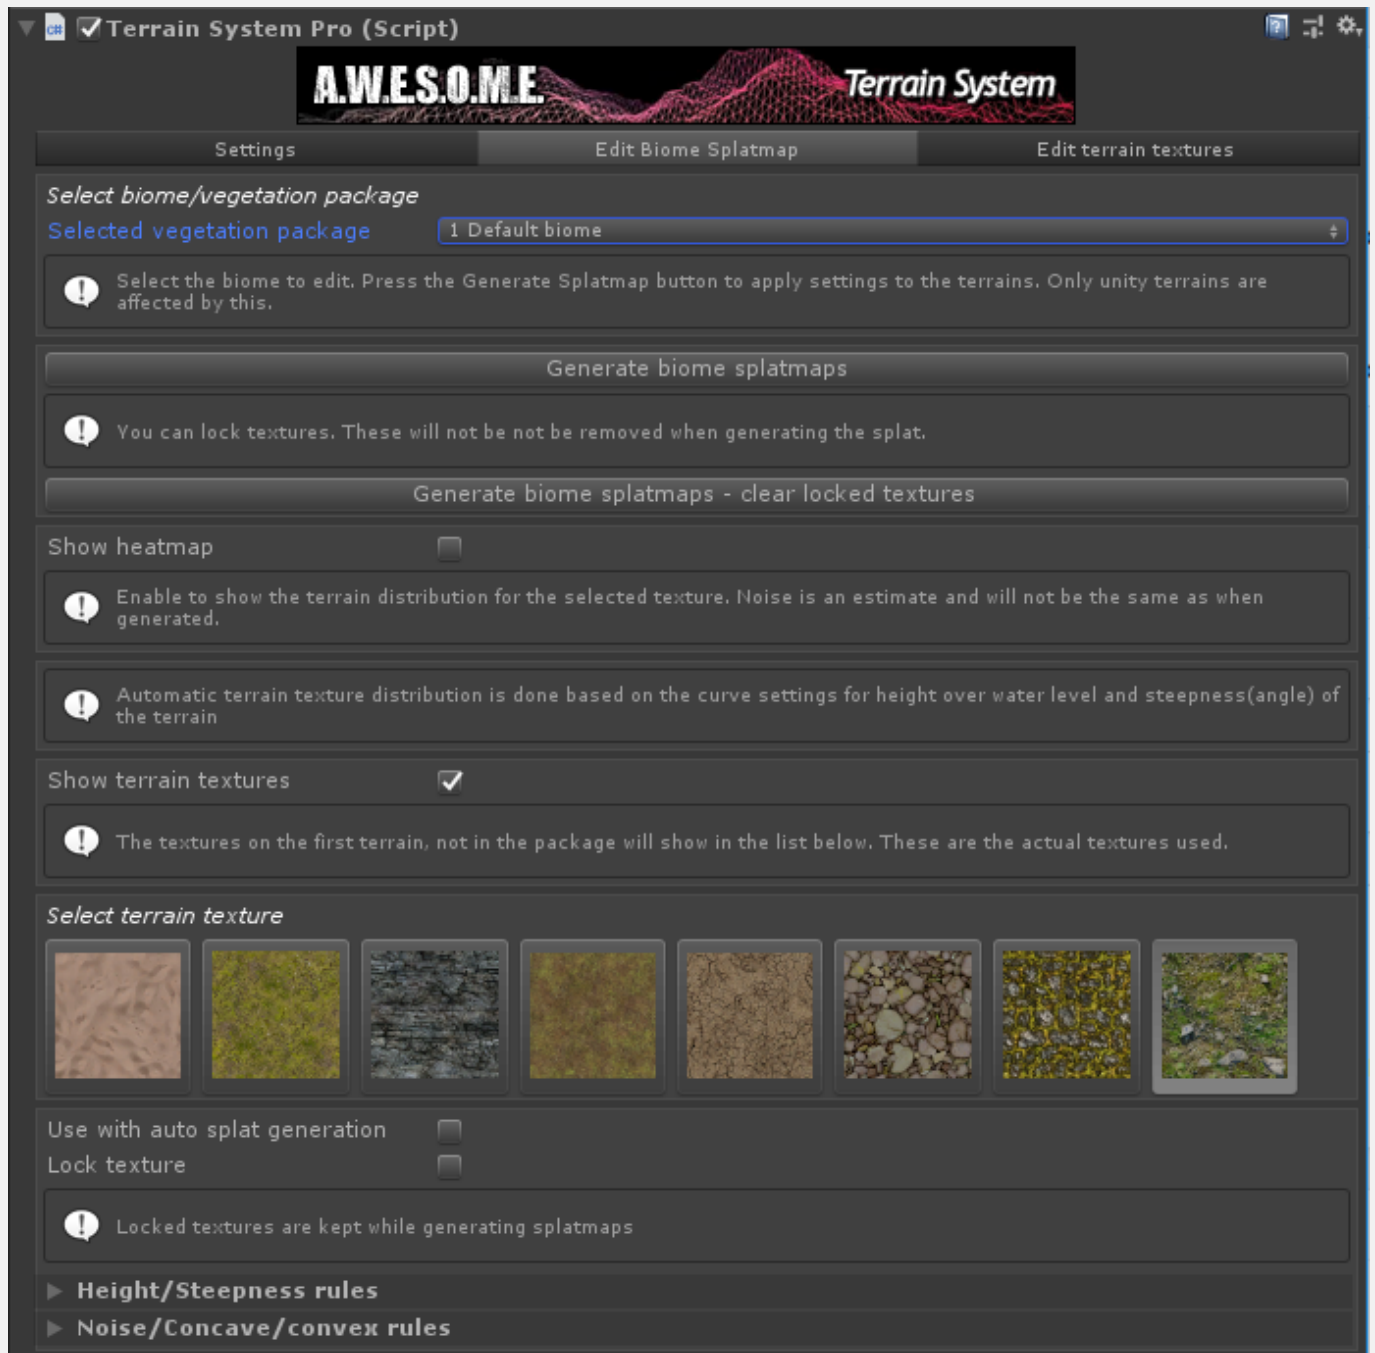 Terrain System Pro (Script)
A.W.E.S.O.M.E. Terrain System
Settings Edit Biome Splatmap Edit terrain textures
Select biome/vegetation package
Selected vegetation package 1 Default biome
Select the biome to edit. Press the Generate Splatmap button to apply settings to the terrains. Only unity terrains are
affected by this.
Generate biome splatmaps
You can lock textures. These will not be not be removed when generating the splat.
Generate biome splatmaps - clear locked textures
Show heatmap
Enable to show the terrain distribution for the selected texture. Noise is an estimate and will not be the same as when
generated.
Automatic terrain texture distribution is done based on the curve settings for height over water level and steepness(angle) of
the terrain
Show terrain textures
The textures on the first terrain, not in the package will show in the list below. These are the actual textures used.
Select terrain texture
Use with auto splat generation
Lock texture
Locked textures are kept while generating splatmaps
Height/Steepness rules
Noise/Concave/convex rules